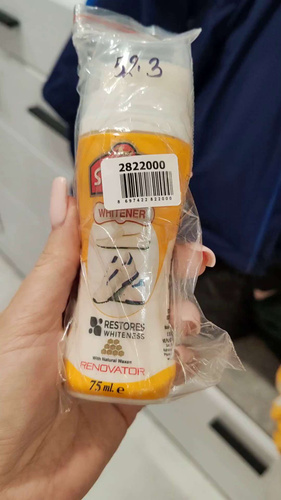 52.3
2822000
WHITENER
RESTORES
WHITENESS
With Natural Waxes
RENOVATOR
75 ml. e